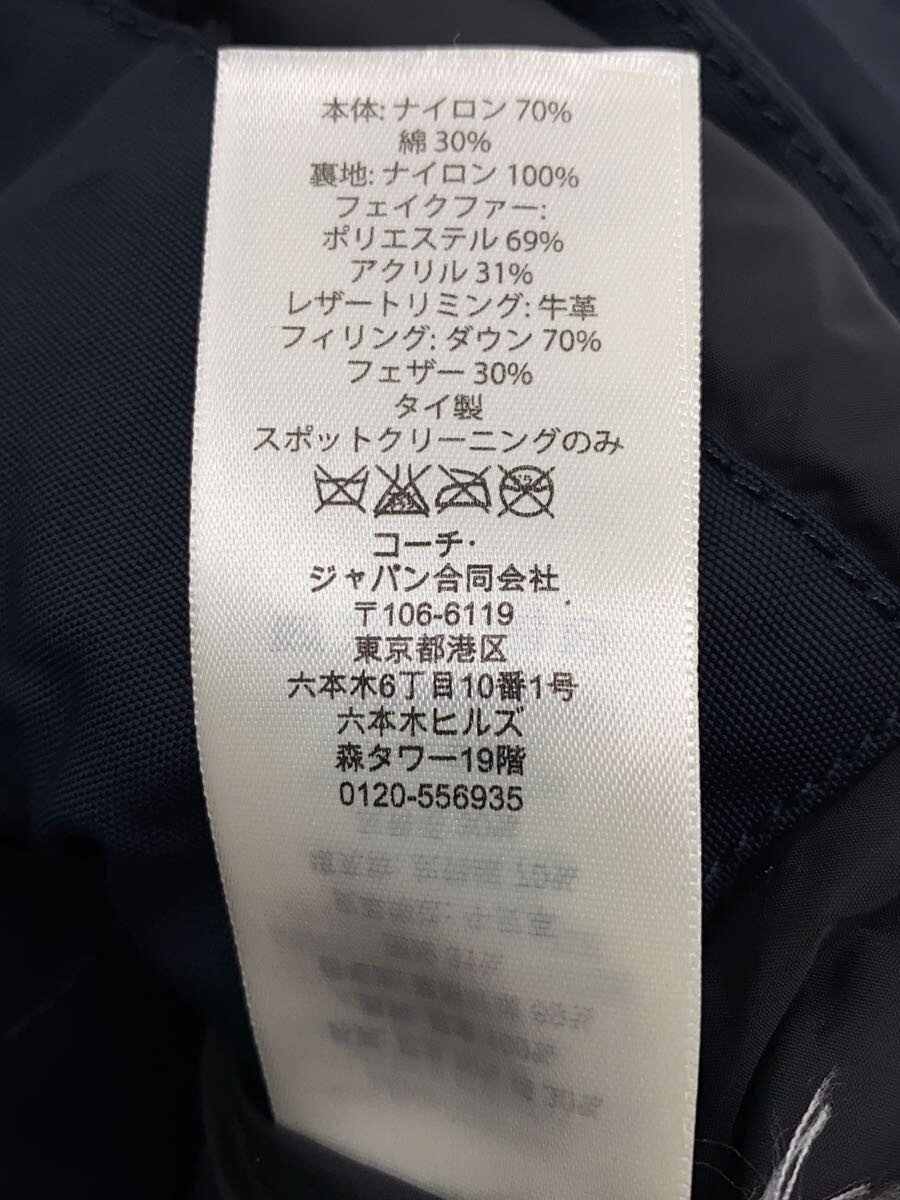 本体: ナイロン 70%
綿 30%
裏地: ナイロン 100%
フェイクファー:
ポリエステル 69%
アクリル 31%
レザートリミング: 牛革
フィリング: ダウン 70%
フェザー 30%
タイ製
スポットクリーニングのみ
コーチ・
ジャパン合同会社
〒106-6119
東京都港区
六本木6丁目10番1号
六本木ヒルズ
森タワー19階
0120-556935